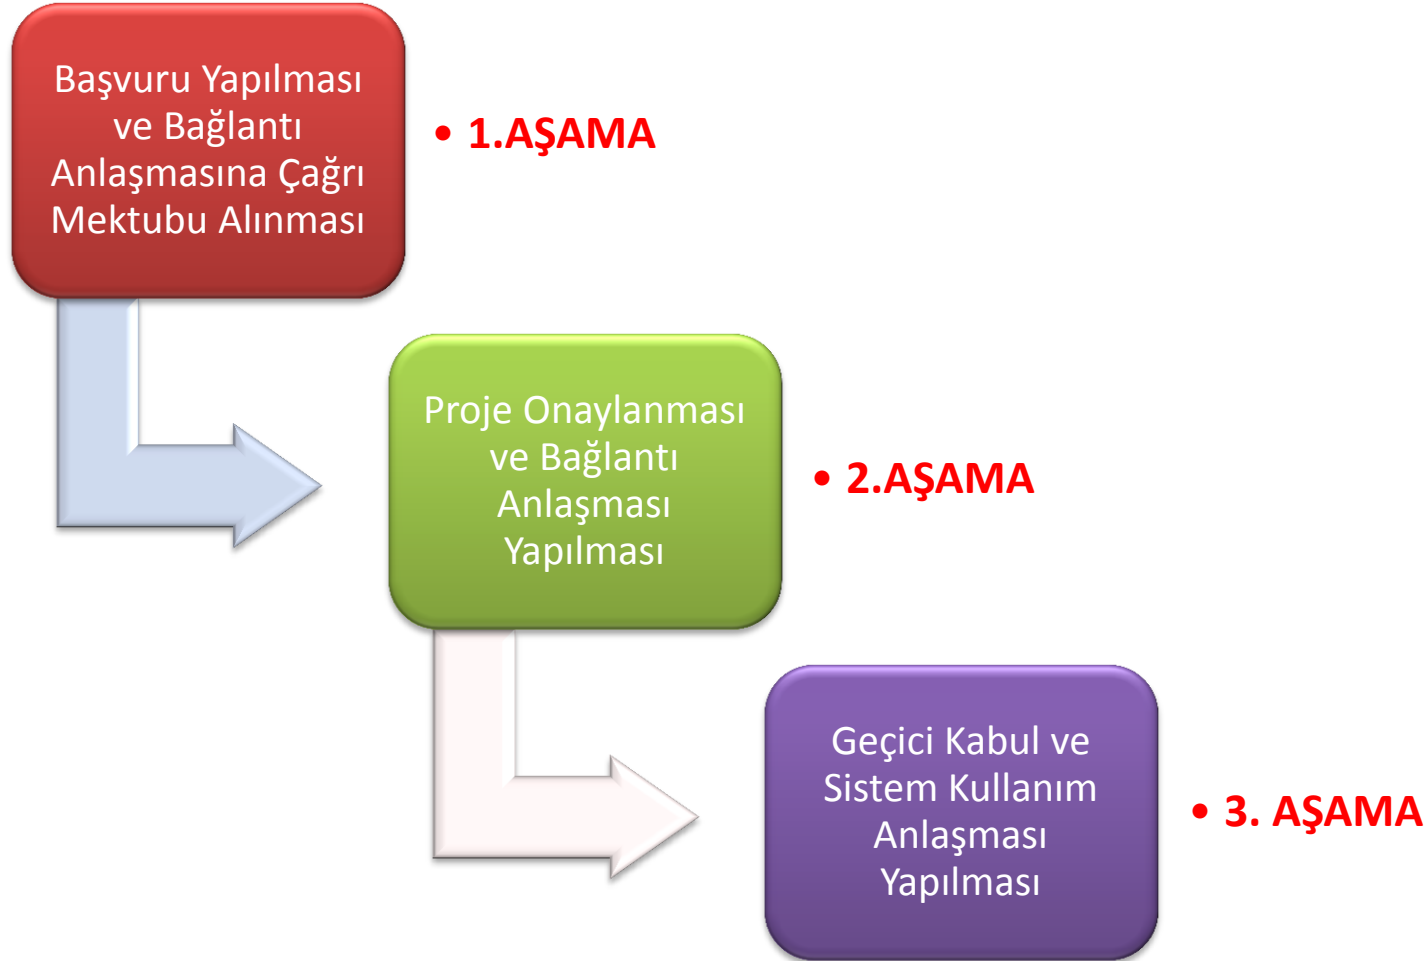 Başvuru Yapılması
ve Bağlantı
Anlaşmasına Çağrı
Mektubu Alınması
• 1.AŞAMA
Proje Onaylanması
ve Bağlantı
Anlaşması
Yapılması
• 2.AŞAMA
Geçici Kabul ve
Sistem Kullanım
Anlaşması
Yapılması
• 3. AŞAMA